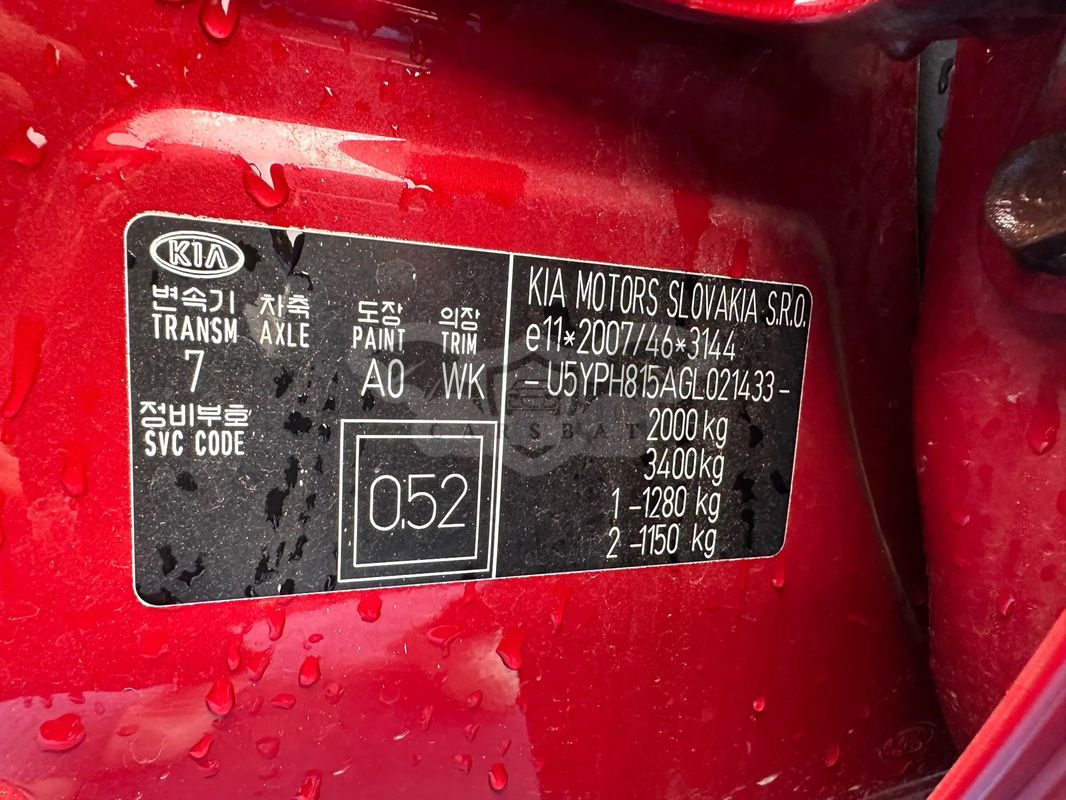 KIA
변속기 차축 도장 의장
TRANSM AXLE PAINT TRIM
7 A0 WK
정비부호
SVC CODE
0.52
KIA MOTORS SLOVAKIA S.R.O.
e11*2007/46*3144
- U5YPH815AGL021433 -
2000 kg
3400 kg
1 -1280 kg
2 -1150 kg
CARSBAT